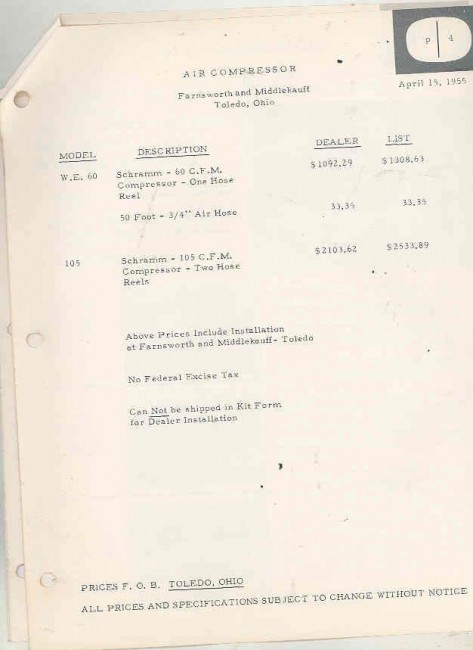 p 4
April 15, 1955
AIR COMPRESSOR
Farnsworth and Middlekauff
Toledo, Ohio
MODEL DESCRIPTION DEALER LIST
W.E. 60 Schramm - 60 C.F.M. $1092.29 $1308.63
Compressor - One Hose
Reel
50 Foot - 3/4" Air Hose 33.35 33.35
105 Schramm - 105 C.F.M. $2103.62 $2533.89
Compressor - Two Hose
Reels
Above Prices Include Installation
at Farnsworth and Middlekauff - Toledo
No Federal Excise Tax
Can Not be shipped in Kit Form
for Dealer Installation
PRICES F. O. B. TOLEDO, OHIO
ALL PRICES AND SPECIFICATIONS SUBJECT TO CHANGE WITHOUT NOTICE